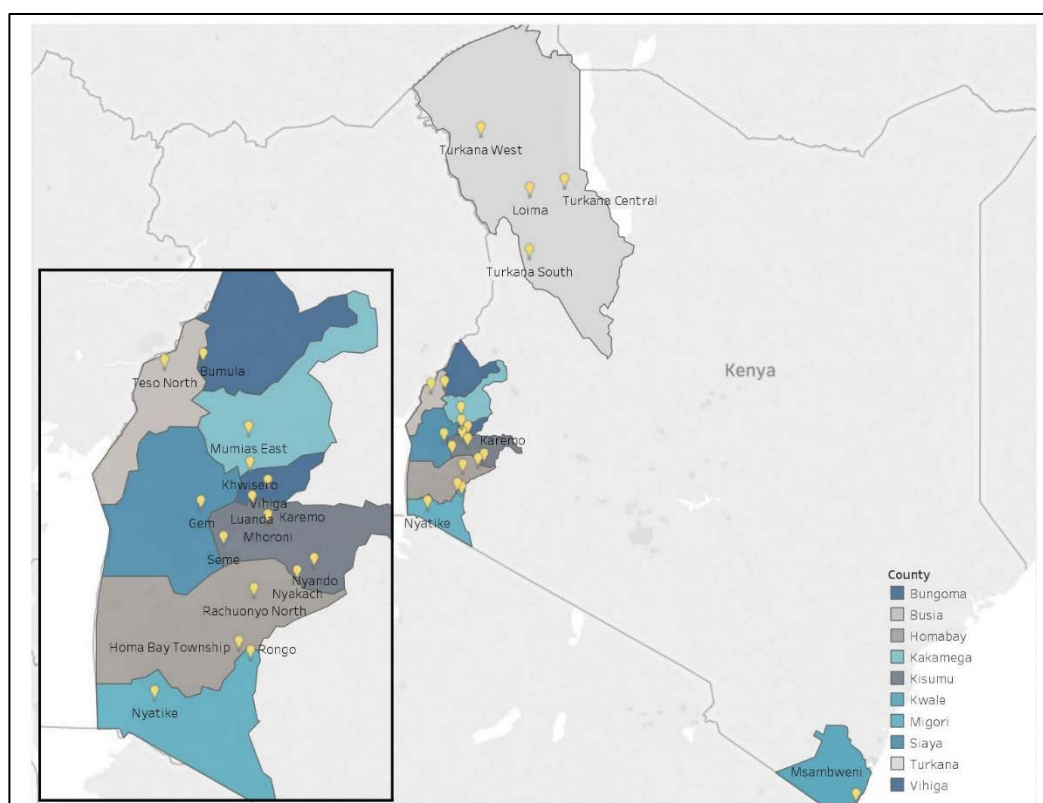 Turkana West
Turkana Central
Loima
Turkana South
Kenya
Karemo
Nyatike
Bumula
Teso North
Mumias East
Khwisero
Vihiga
Luanda
Karemo
Gem
Mhoroni
Seme
Nyando
Nyakach
Rachuonyo North
Homa Bay Township
Rongo
Nyatike
Msambweni
County
Bungoma
Busia
Homabay
Kakamega
Kisumu
Kwale
Migori
Siaya
Turkana
Vihiga